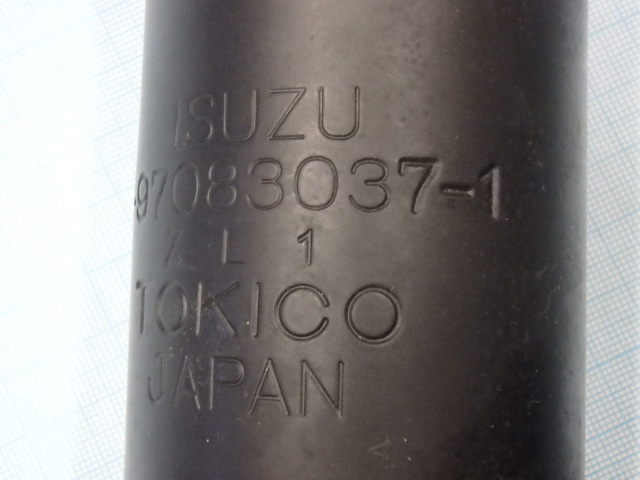 ISUZU
-97083037-1
L 1
TOKICO
JAPAN